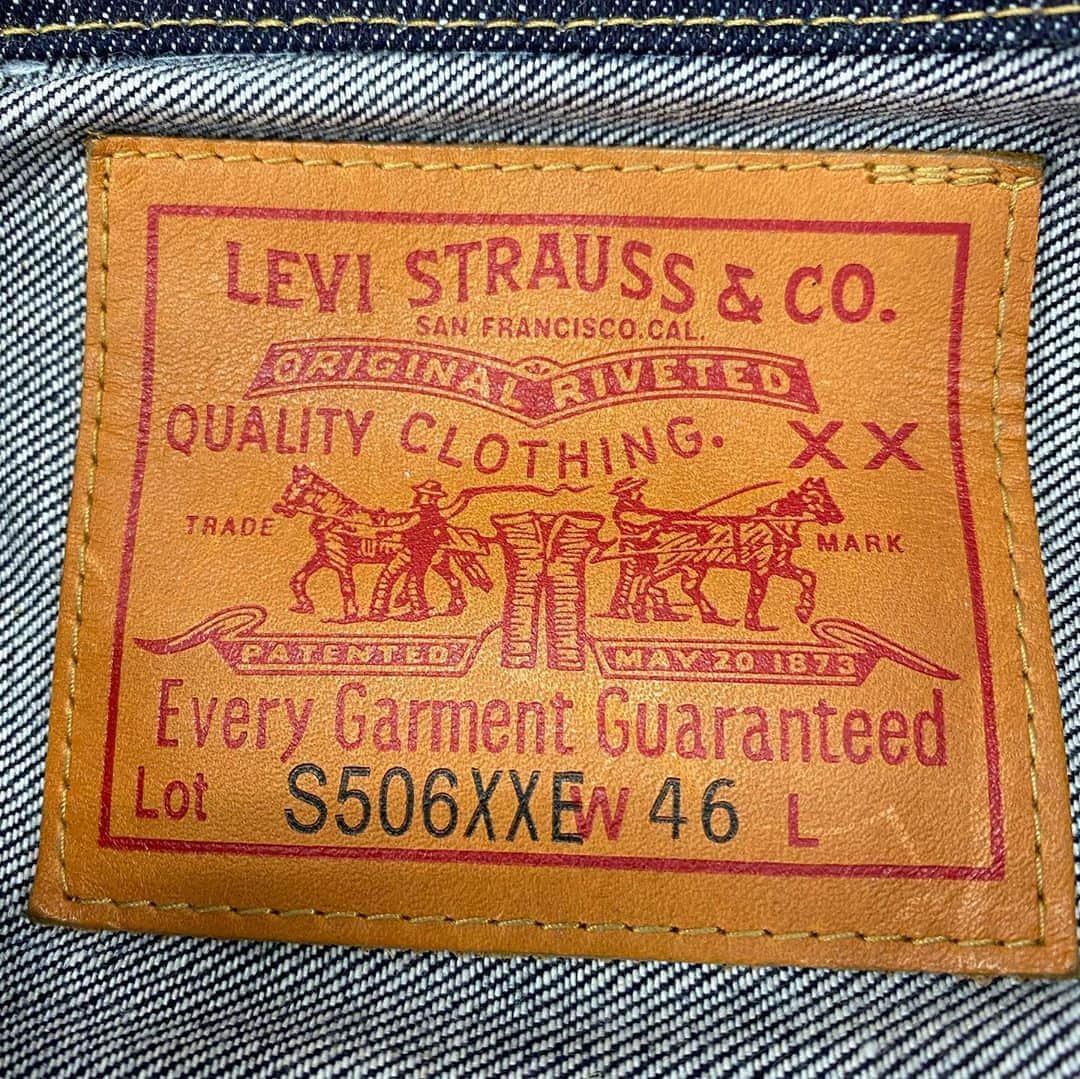 LEVI STRAUSS & CO.
SAN FRANCISCO.CAL.
ORIGINAL RIVETED
QUALITY CLOTHING. XX
TRADE MARK
PATENTED MAY 20 1873
Every Garment Guaranteed
Lot S506XXE W 46 L